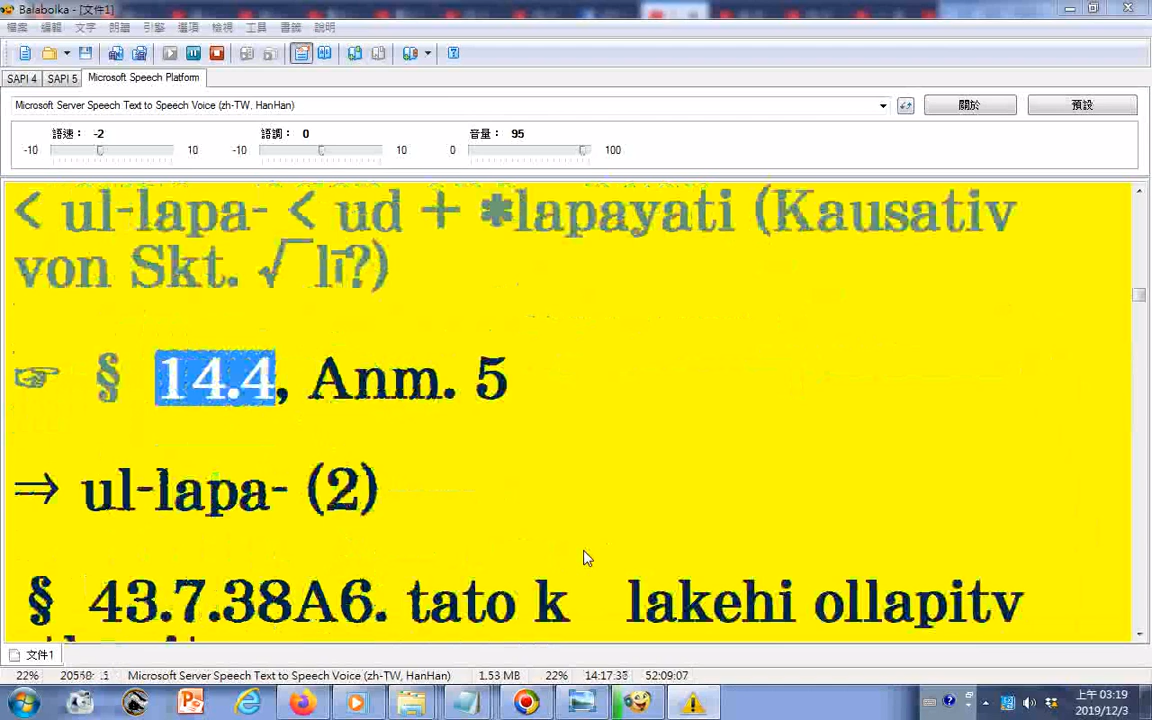 Balabolka - [文件1]
檔案 編輯 文字 朗讀 引擎 選項 檢視 工具 書籤 說明
SAPI 4 SAPI 5 Microsoft Speech Platform
Microsoft Server Speech Text to Speech Voice (zh-TW, HanHan) 關於 預設
語速： -2 語調： 0 音量： 95
-10 10 -10 10 0 100
< ul-lapa- < ud + *lapayati (Kausativ
von Skt. √ lī?)
☞ § 14.4, Anm. 5
⇒ ul-lapa- (2)
§ 43.7.38A6. tato k lakehi ollapitv
文件1
22% Microsoft Server Speech Text to Speech Voice (zh-TW, HanHan) 1.53 MB 22% 14:17:33 52:09:07
上午 03:19
2019/12/3